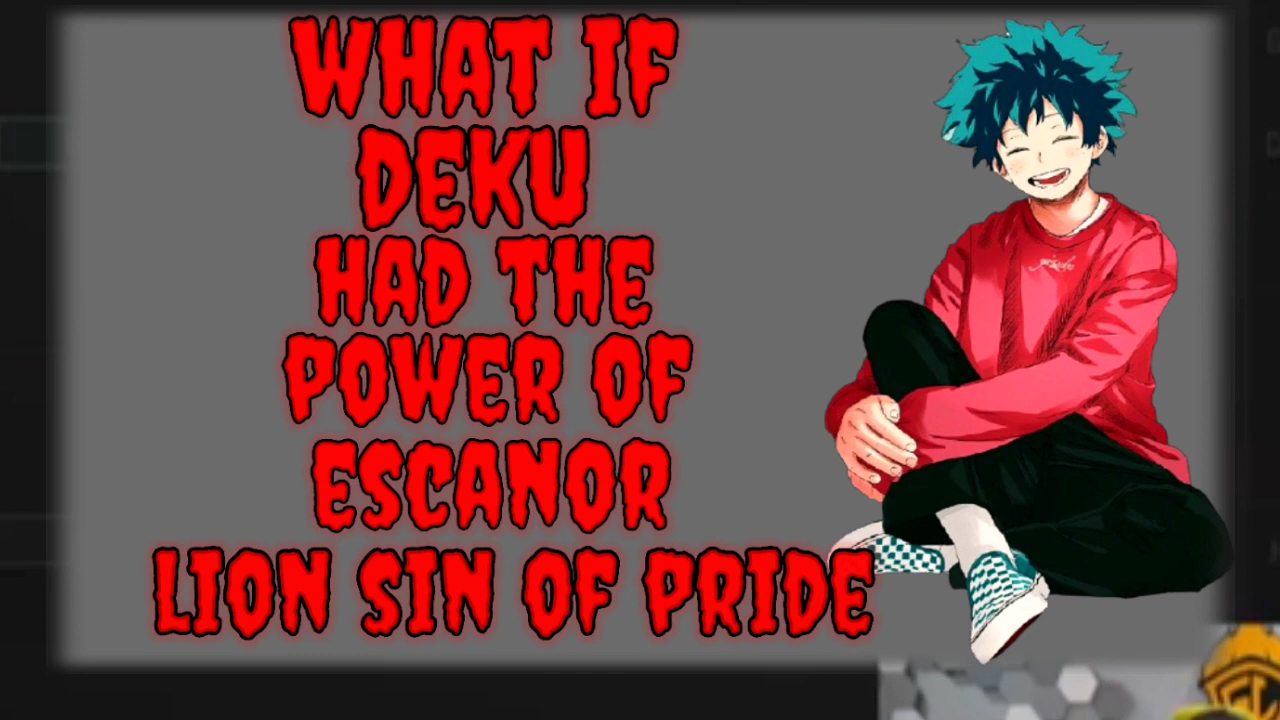 WHAT IF
DEKU
HAD THE
POWER OF
ESCANOR
LION SIN OF PRIDE